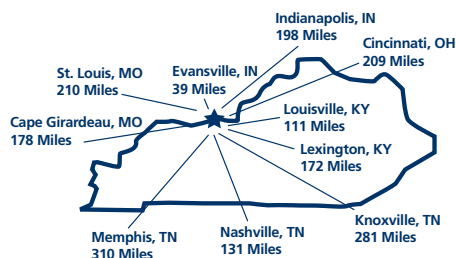 Indianapolis, IN
198 Miles
Cincinnati, OH
209 Miles
St. Louis, MO
210 Miles
Evansville, IN
39 Miles
Cape Girardeau, MO
178 Miles
Louisville, KY
111 Miles
Lexington, KY
172 Miles
Memphis, TN
310 Miles
Nashville, TN
131 Miles
Knoxville, TN
281 Miles